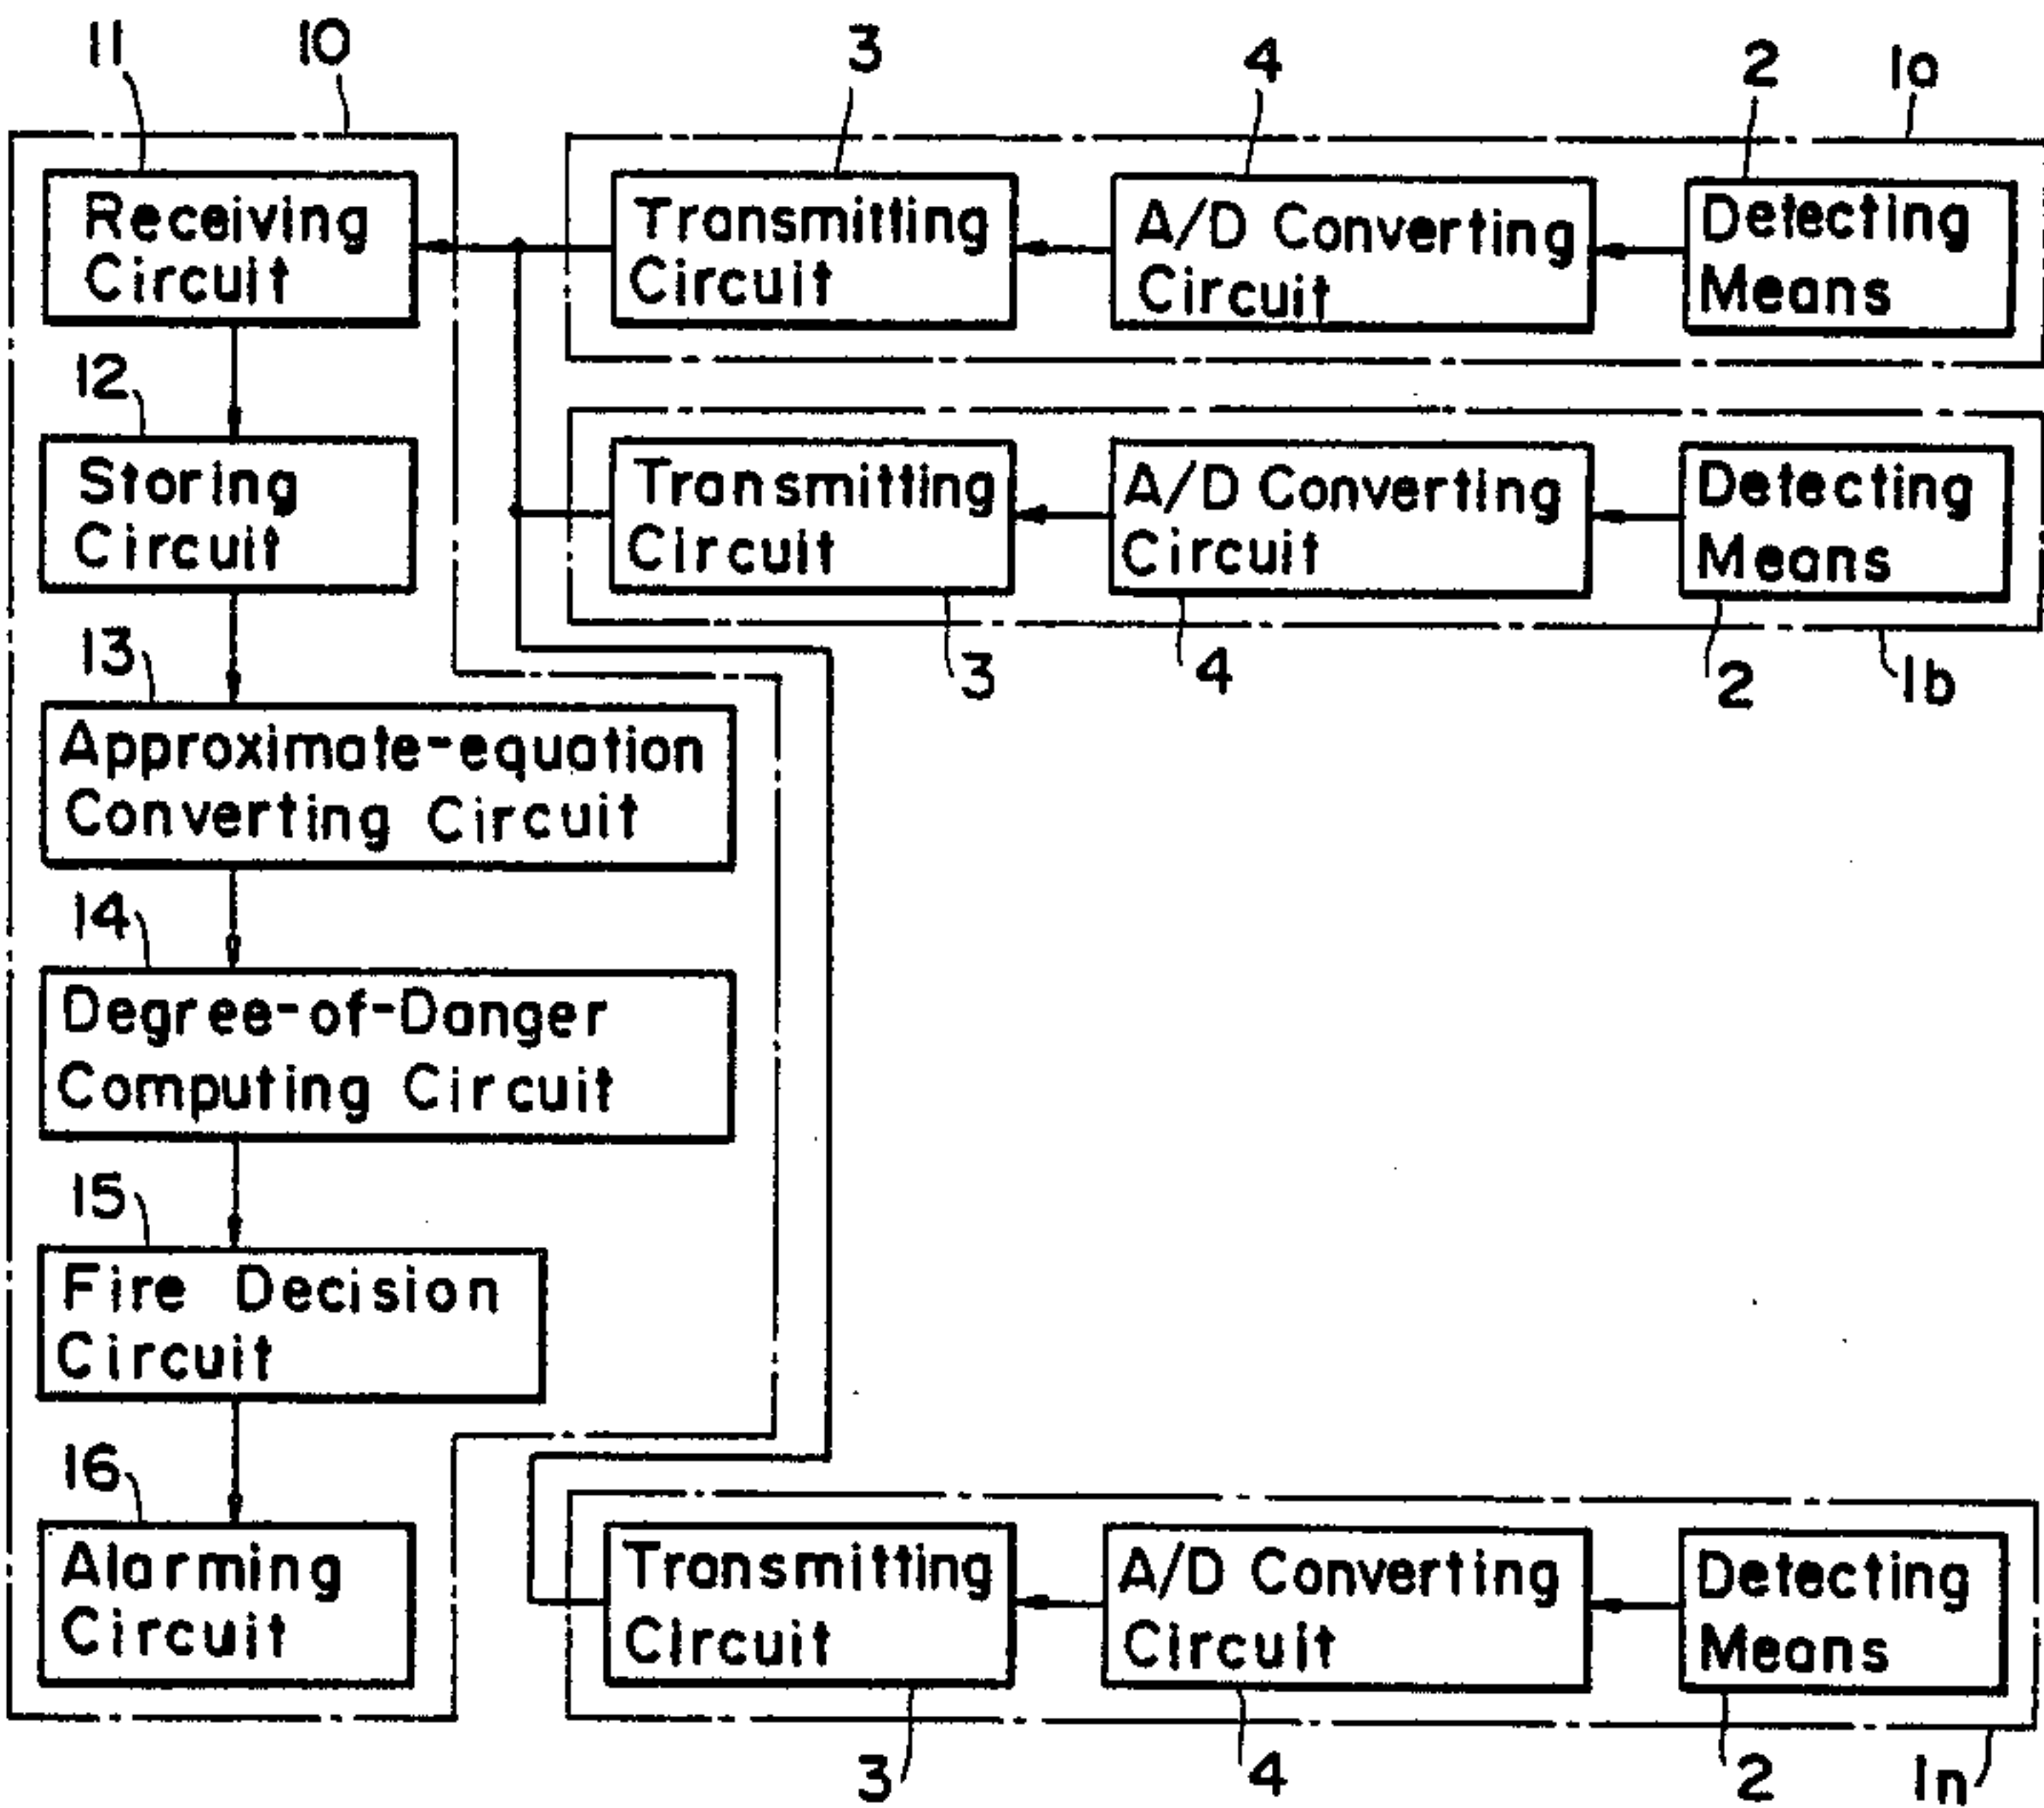 11
10
3
4
2
1a
Receiving
Circuit
Transmitting
Circuit
A/D Converting
Circuit
Detecting
Means
12
Storing
Circuit
Transmitting
Circuit
A/D Converting
Circuit
Detecting
Means
13
3
4
2
1b
Approximate-equation
Converting Circuit
14
Degree-of-Danger
Computing Circuit
15
Fire Decision
Circuit
16
Alarming
Circuit
Transmitting
Circuit
A/D Converting
Circuit
Detecting
Means
3
4
2
1n